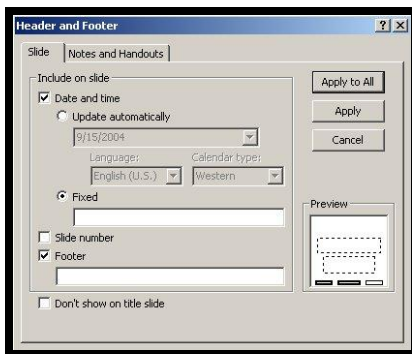 Header and Footer
Slide
Notes and Handouts
Include on slide
Date and time
Update automatically
9/15/2004
Language:
Calendar type:
English (U.S.)
Western
Fixed
Slide number
Footer
Don't show on title slide
Apply to All
Apply
Cancel
Preview